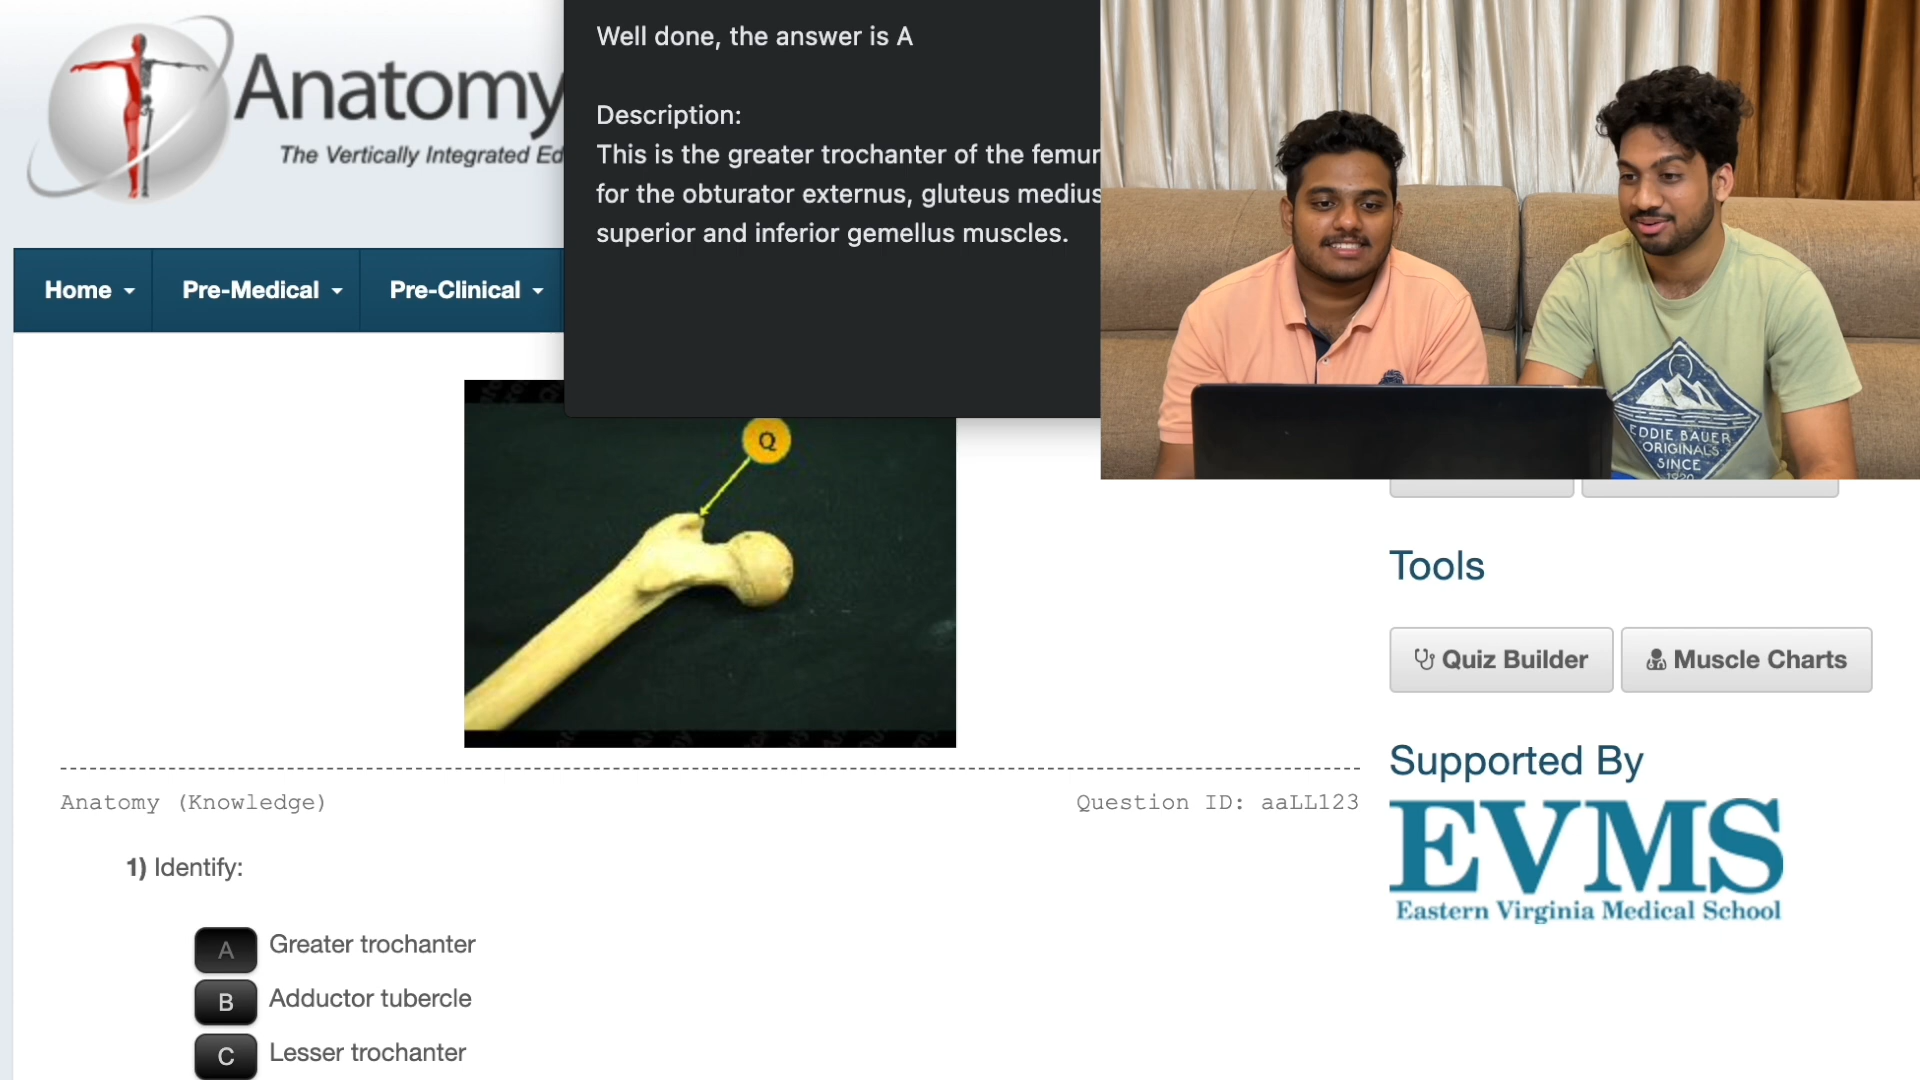 Anatomy
The Vertically Integrated Ed
Well done, the answer is A
Description:
This is the greater trochanter of the femur
for the obturator externus, gluteus medius
superior and inferior gemellus muscles.
Home
Pre-Medical
Pre-Clinical
Q
EDDIE BAUER
ORIGINALS
SINCE
1920
Tools
Quiz Builder
Muscle Charts
Supported By
EVMS
Eastern Virginia Medical School
Anatomy (Knowledge)
Question ID: aaLL123
1) Identify:
A Greater trochanter
B Adductor tubercle
C Lesser trochanter